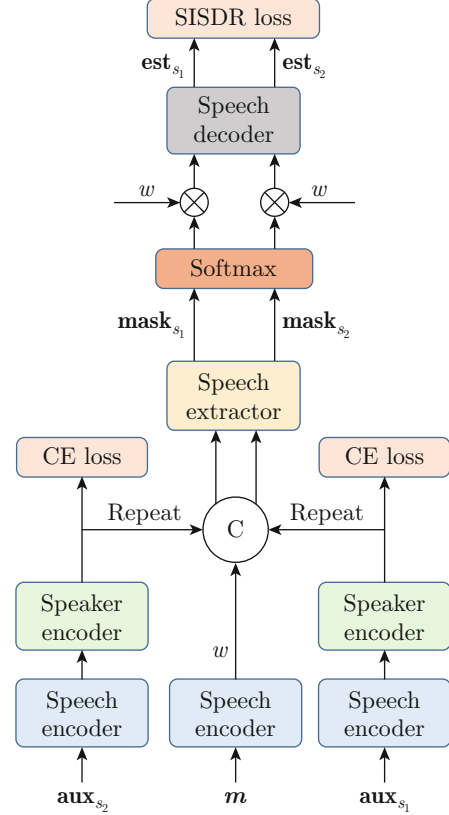 SISDR loss
est_{s_1} est_{s_2}
Speech
decoder
w w
Softmax
mask_{s_1} mask_{s_2}
Speech
extractor
CE loss CE loss
Repeat C Repeat
Speaker Speaker
encoder encoder
w
Speech Speech Speech
encoder encoder encoder
aux_{s_2} m aux_{s_1}